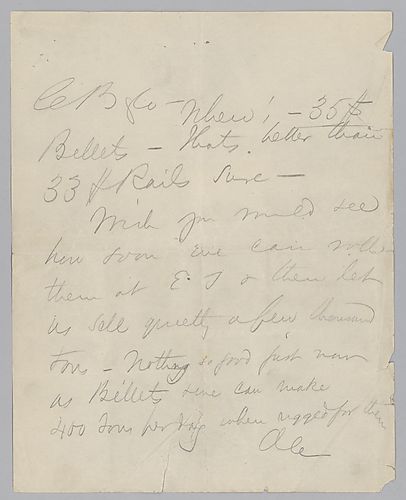 C B & Co – Whew! – 35 $
Billets – Thats better than
33 $ Rails sure –
Wish you would see
how soon we can roll
them at E. T & then let
us sell quietly a few thousand
tons – Nothing so good just now
as Billets we can make
400 tons per day when rigged for them